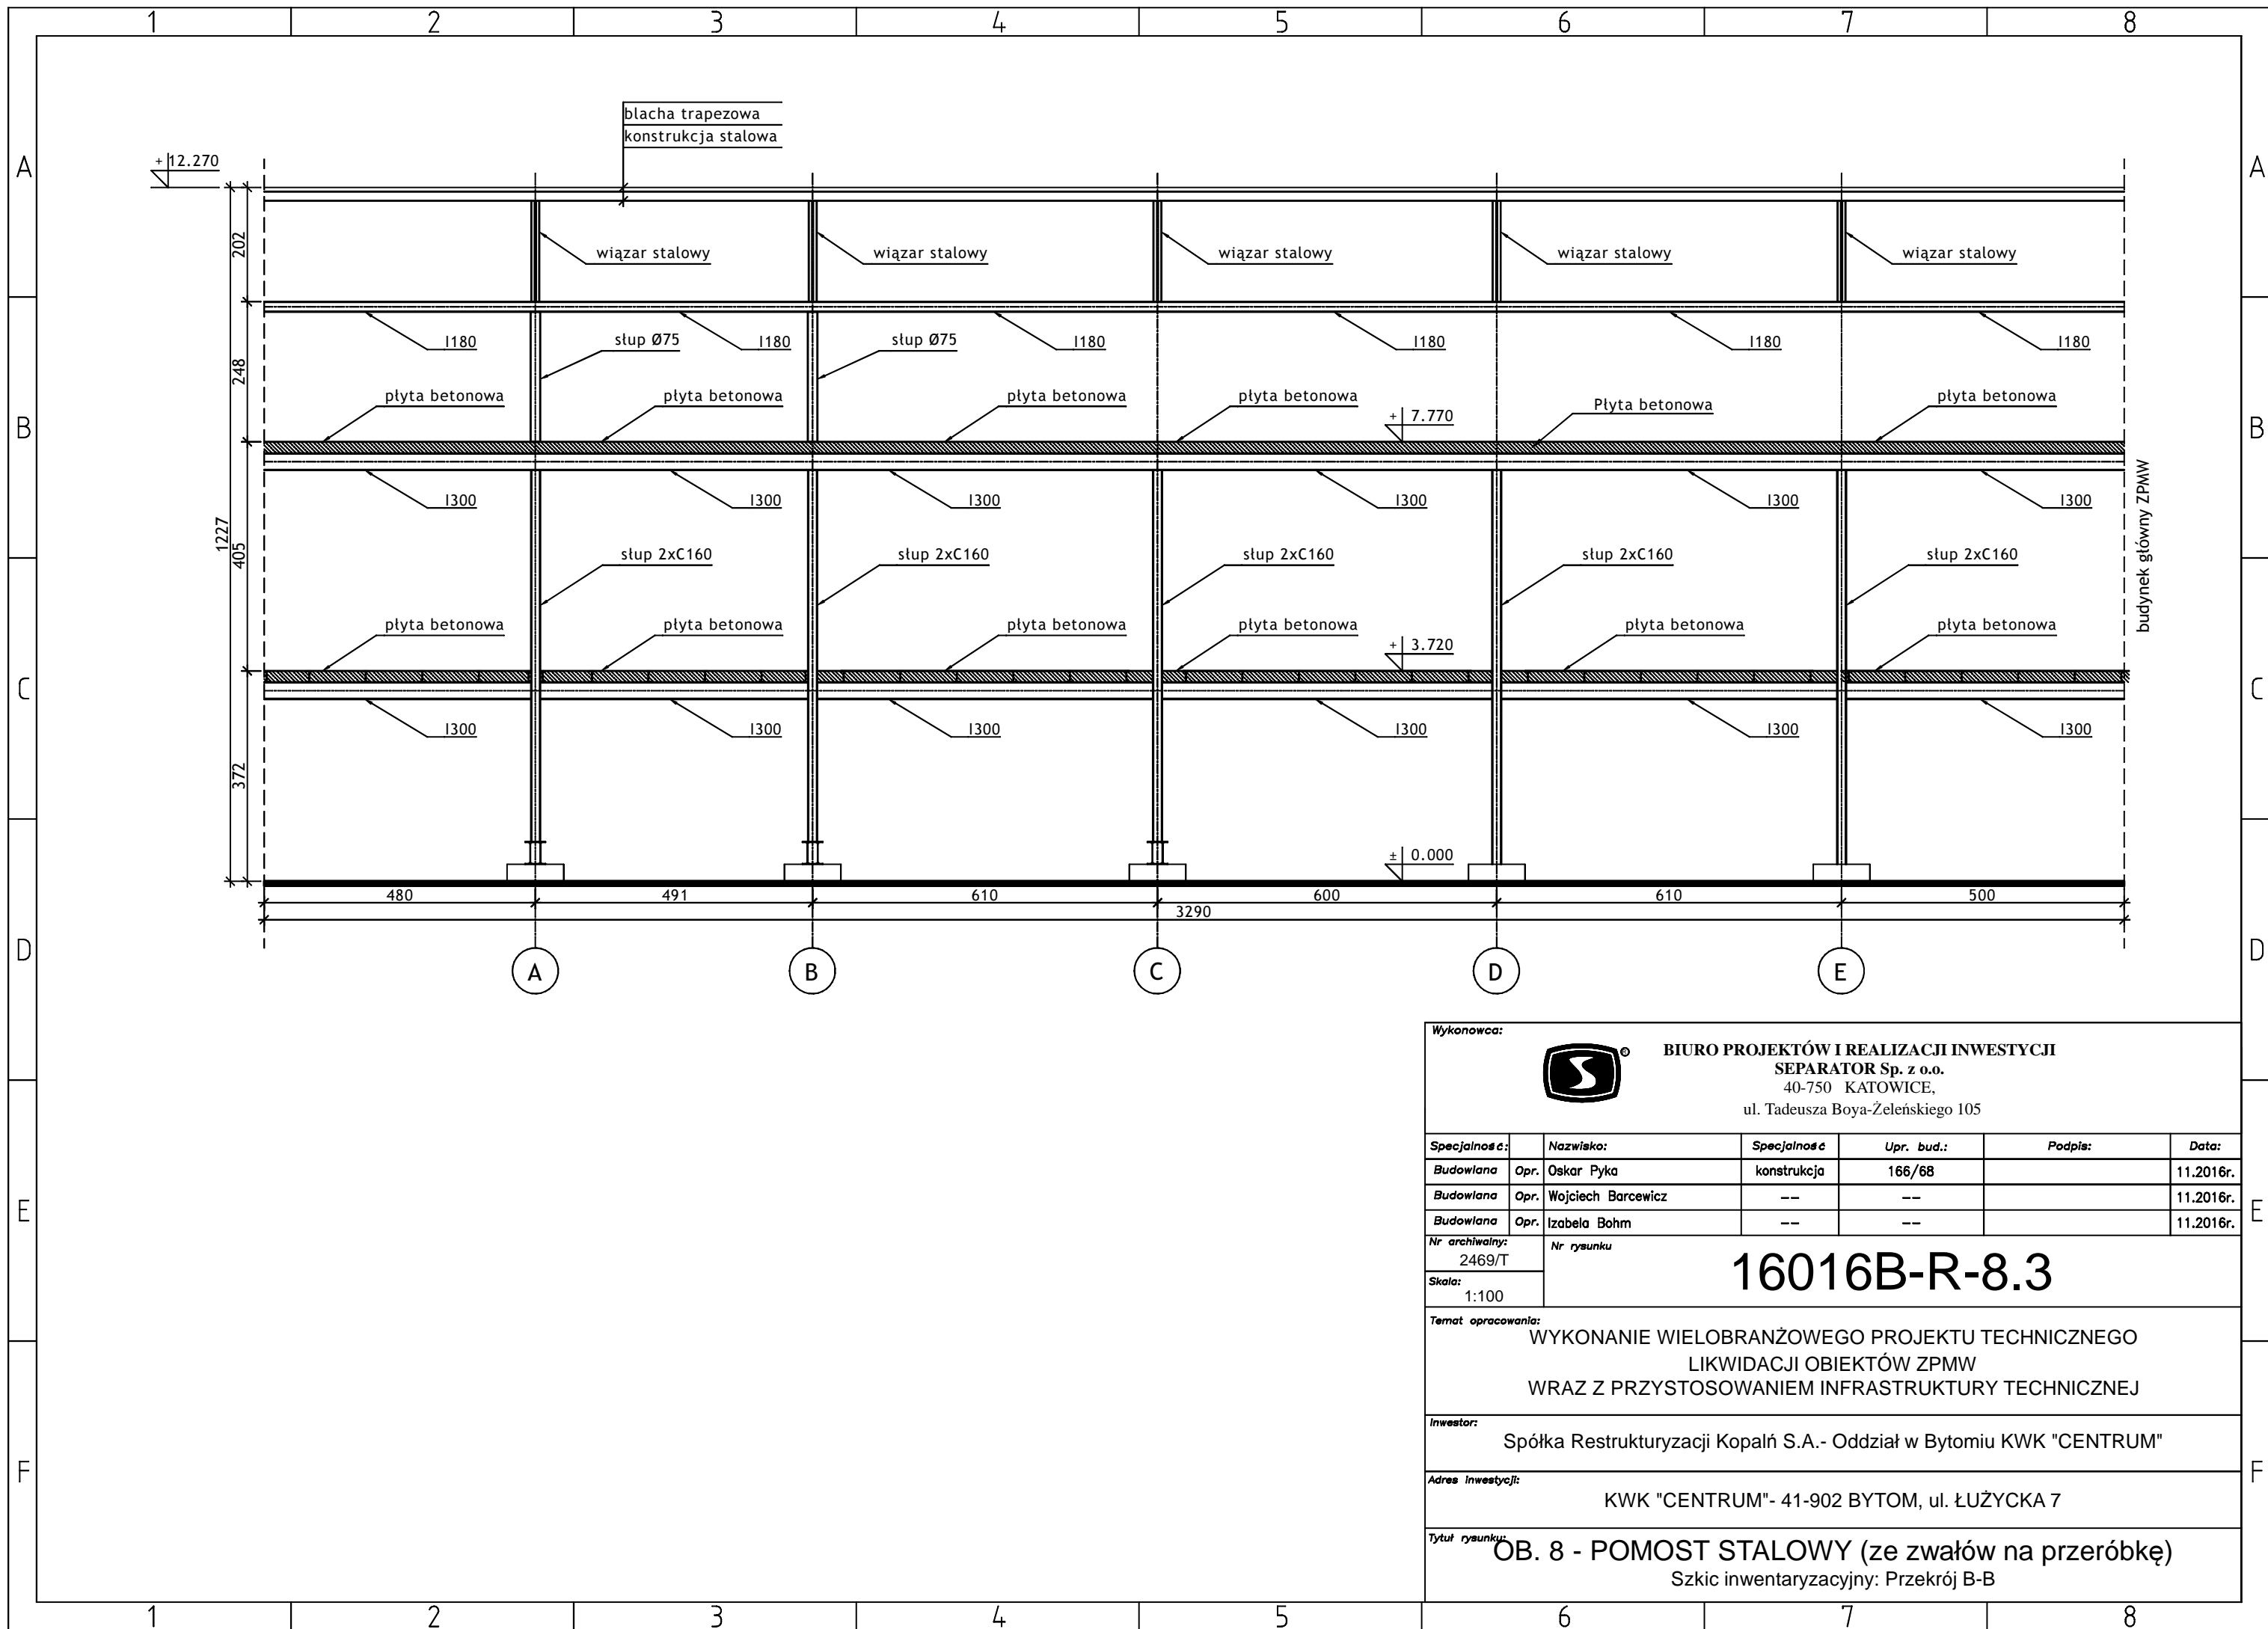 1 2 3 4 5 6 7 8
A A
B B
C C
D D
E E
F F
1 2 3 4 5 6 7 8
blacha trapezowa
konstrukcja stalowa
+ 12.270
wiązar stalowy wiązar stalowy wiązar stalowy wiązar stalowy wiązar stalowy
I180 słup Ø75 I180 słup Ø75 I180 I180 I180 I180
płyta betonowa płyta betonowa płyta betonowa płyta betonowa Płyta betonowa płyta betonowa
+ 7.770
I300 I300 I300 I300 I300 I300
słup 2xC160 słup 2xC160 słup 2xC160 słup 2xC160 słup 2xC160
płyta betonowa płyta betonowa płyta betonowa płyta betonowa płyta betonowa płyta betonowa
+ 3.720
I300 I300 I300 I300 I300 I300
± 0.000
202
248
405
372
1227
budynek główny ZPMW
480 491 610 600 610 500
3290
A B C D E
Wykonowca:
BIURO PROJEKTÓW I REALIZACJI INWESTYCJI
SEPARATOR Sp. z o.o.
40-750 KATOWICE,
ul. Tadeusza Boya-Żeleńskiego 105
Specjalność: Nazwisko: Specjalność Upr. bud.: Podpis: Data:
Budowlana Opr. Oskar Pyka konstrukcja 166/68 11.2016r.
Budowlana Opr. Wojciech Barcewicz -- -- 11.2016r.
Budowlana Opr. Izabela Bohm -- -- 11.2016r.
Nr archiwalny:
2469/T
Skala:
1:100
Nr rysunku
16016B-R-8.3
Temat opracowania:
WYKONANIE WIELOBRANŻOWEGO PROJEKTU TECHNICZNEGO
LIKWIDACJI OBIEKTÓW ZPMW
WRAZ Z PRZYSTOSOWANIEM INFRASTRUKTURY TECHNICZNEJ
Inwestor:
Spółka Restrukturyzacji Kopalń S.A.- Oddział w Bytomiu KWK "CENTRUM"
Adres inwestycji:
KWK "CENTRUM"- 41-902 BYTOM, ul. ŁUŻYCKA 7
Tytuł rysunku:
OB. 8 - POMOST STALOWY (ze zwałów na przeróbkę)
Szkic inwentaryzacyjny: Przekrój B-B